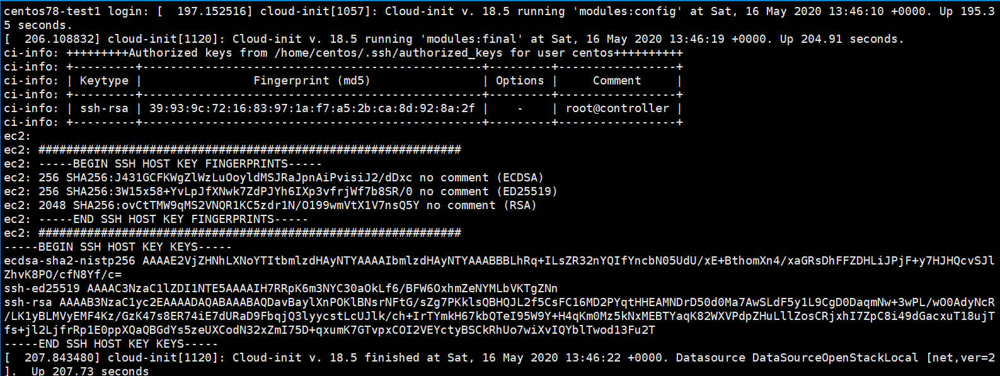 centos78-test1 login: [  197.152516] cloud-init[1057]: Cloud-init v. 18.5 running 'modules:config' at Sat, 16 May 2020 13:46:10 +0000. Up 195.3
5 seconds.
[  206.108832] cloud-init[1120]: Cloud-init v. 18.5 running 'modules:final' at Sat, 16 May 2020 13:46:19 +0000. Up 204.91 seconds.
ci-info: +++++++++Authorized keys from /home/centos/.ssh/authorized_keys for user centos++++++++++
ci-info: +---------+-------------------------------------------------+---------+-----------------+
ci-info: | Keytype |                Fingerprint (md5)                | Options |     Comment     |
ci-info: +---------+-------------------------------------------------+---------+-----------------+
ci-info: | ssh-rsa | 39:93:9c:72:16:83:97:1a:f7:a5:2b:ca:8d:92:8a:2f |    -    | root@controller |
ci-info: +---------+-------------------------------------------------+---------+-----------------+
ec2:
ec2: #############################################################
ec2: -----BEGIN SSH HOST KEY FINGERPRINTS-----
ec2: 256 SHA256:J431GCFKWgZlWzLuOoyldMSJRaJpnAiPvisiJ2/dDxc no comment (ECDSA)
ec2: 256 SHA256:3W15x58+YvLpJfXNwk7ZdPJYh6IXp3vfrjWf7b8SR/0 no comment (ED25519)
ec2: 2048 SHA256:ovCtTMW9qMS2VNQR1KC5zdr1N/O199wmVtX1V7nsQ5Y no comment (RSA)
ec2: -----END SSH HOST KEY FINGERPRINTS-----
ec2: #############################################################
-----BEGIN SSH HOST KEY KEYS-----
ecdsa-sha2-nistp256 AAAAE2VjZHNhLXNoYTItbmlzdHAyNTYAAAAIbmlzdHAyNTYAAABBBLhRq+ILsZR32nYQIfYncbN05UdU/xE+BthomXn4/xaGRsDhFFZDHLiJPjF+y7HJHQcvSJl
ZhvK8PO/cfN8Yf/c=
ssh-ed25519 AAAAC3NzaC1lZDI1NTE5AAAAIH7RRpK6m3NYC30aOkLf6/BFW6OxhmZeNYMLbVKTgZNn
ssh-rsa AAAAB3NzaC1yc2EAAAADAQABAAABAQDavBaylXnPOKlBNsrNFtG/sZg7PKklsQBHQJL2f5CsFC16MD2PYqtHHEAMNDrD50d0Ma7AwSLdF5y1L9CgD0DaqmNw+3wPL/wO0AdyNcR
/LK1yBLMVyEMF4Kz/GzK47s8ER74iE7dURaD9FbqjQ3lyycstLcUJlk/ch+IrTYmkH67kbQTeI95W9Y+H4qKm0Mz5kNxMEBTYaqK82WXVPdpZHuLllZosCRjxhI7ZpC8i49dGacxuT18ujT
fs+jl2LjfrRp1E0ppXQaQBGdYs5zeUXCodN32xZmI75D+qxumK7GTvpxCOI2VEYctyBSCkRhUo7wiXvIQYblTwod13Fu2T
-----END SSH HOST KEY KEYS-----
[  207.843480] cloud-init[1120]: Cloud-init v. 18.5 finished at Sat, 16 May 2020 13:46:22 +0000. Datasource DataSourceOpenStackLocal [net,ver=2
].  Up 207.73 seconds